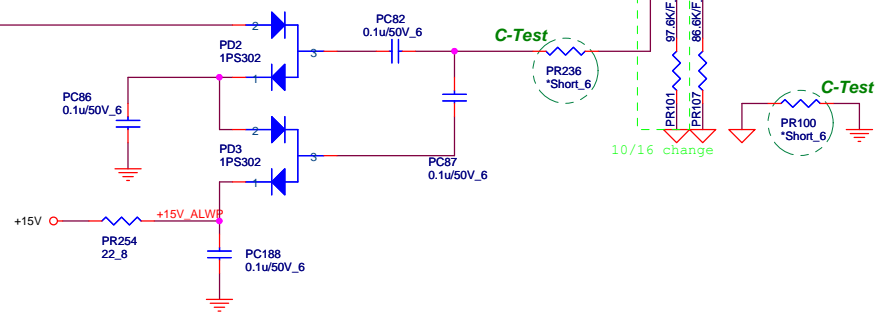 2
PD2
1PS302
1
3
PC82
0.1u/50V_6
C-Test
PR236
*Short_6
97.6K/F
86.6K/F
PR101
PR107
C-Test
PR100
*Short_6
10/16 change
PC86
0.1u/50V_6
2
PD3
1PS302
1
3
PC87
0.1u/50V_6
+15V
+15V_ALWP
PR254
22_8
PC188
0.1u/50V_6